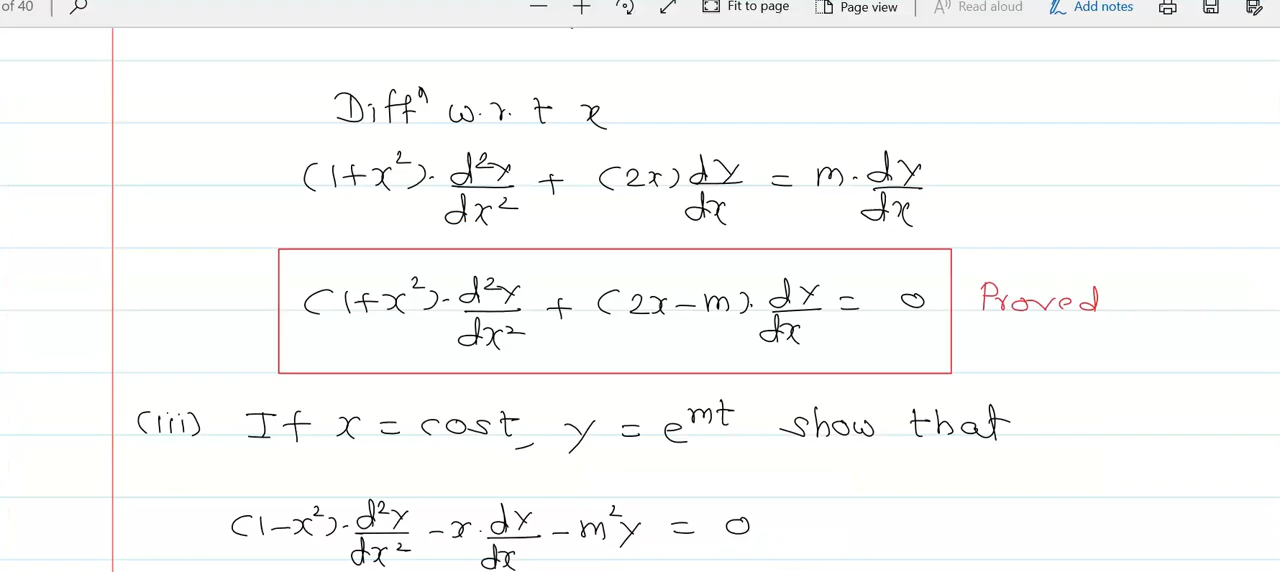 of 40 Fit to page Page view Read aloud Add notes
Diffⁿ w.r.t x
(1+x²)·d²y/dx² + (2x)dy/dx = m·dy/dx
(1+x²)·d²y/dx² + (2x-m)·dy/dx = 0 Proved
(iii) If x = cost, y = e^mt show that
(1-x²)·d²y/dx² - x·dy/dx - m²y = 0